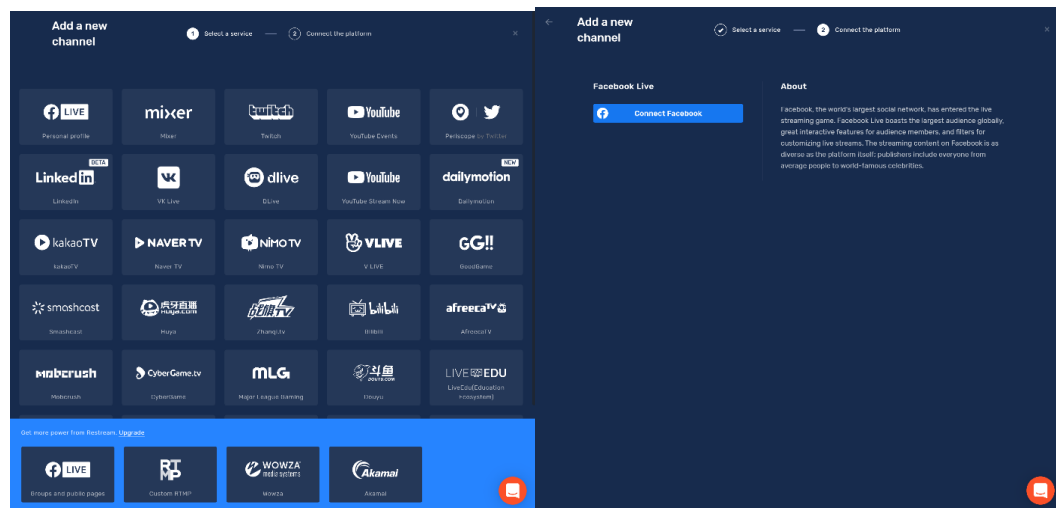 Add a new
channel
1 Select a service
2 Connect the platform
LIVE
Personal profile
mixer
Mixer
twitch
Twitch
YouTube
YouTube Events
Periscope by Twitter
BETA
Linked in
LinkedIn
VK
VK Live
dlive
DLive
YouTube
YouTube Stream Now
NEW
dailymotion
Dailymotion
kakaoTV
kakaoTV
NAVER TV
Naver TV
NIMO TV
Nimo TV
VLIVE
V LIVE
GG!!
GoodGame
smashcast
Smashcast
虎牙直播
HUYA.COM
Huya
TV
Zhanqi.tv
bilibili
Bilibili
afreecaTV
AfreecaTV
mobcrush
Mobcrush
CyberGame.tv
CyberGame
MLG
Major League Gaming
斗鱼
DOUYU.COM
Douyu
LIVE EDU
LiveEdu(Education
Ecosystem)
Get more power from Restream. Upgrade
LIVE
Groups and public pages
RTMP
Custom RTMP
WOWZA
media systems
Wowza
Akamai
Akamai
Add a new
channel
Select a service
2 Connect the platform
Facebook Live
Connect Facebook
About
Facebook, the world's largest social network, has entered the live
streaming game. Facebook Live boasts the largest audience globally,
great interactive features for audience members, and filters for
customizing live streams. The streaming content on Facebook is as
diverse as the platform itself: publishers include everyone from
average people to world-famous celebrities.